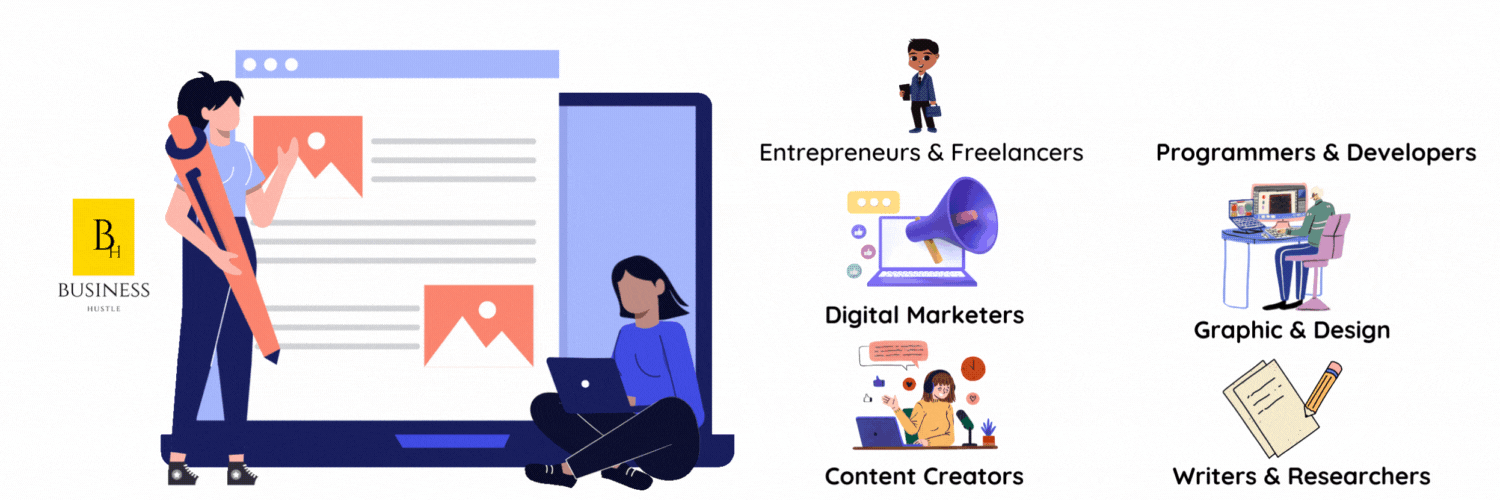 BH
BUSINESS
HUSTLE
Entrepreneurs & Freelancers
Programmers & Developers
Digital Marketers
Graphic & Design
Content Creators
Writers & Researchers